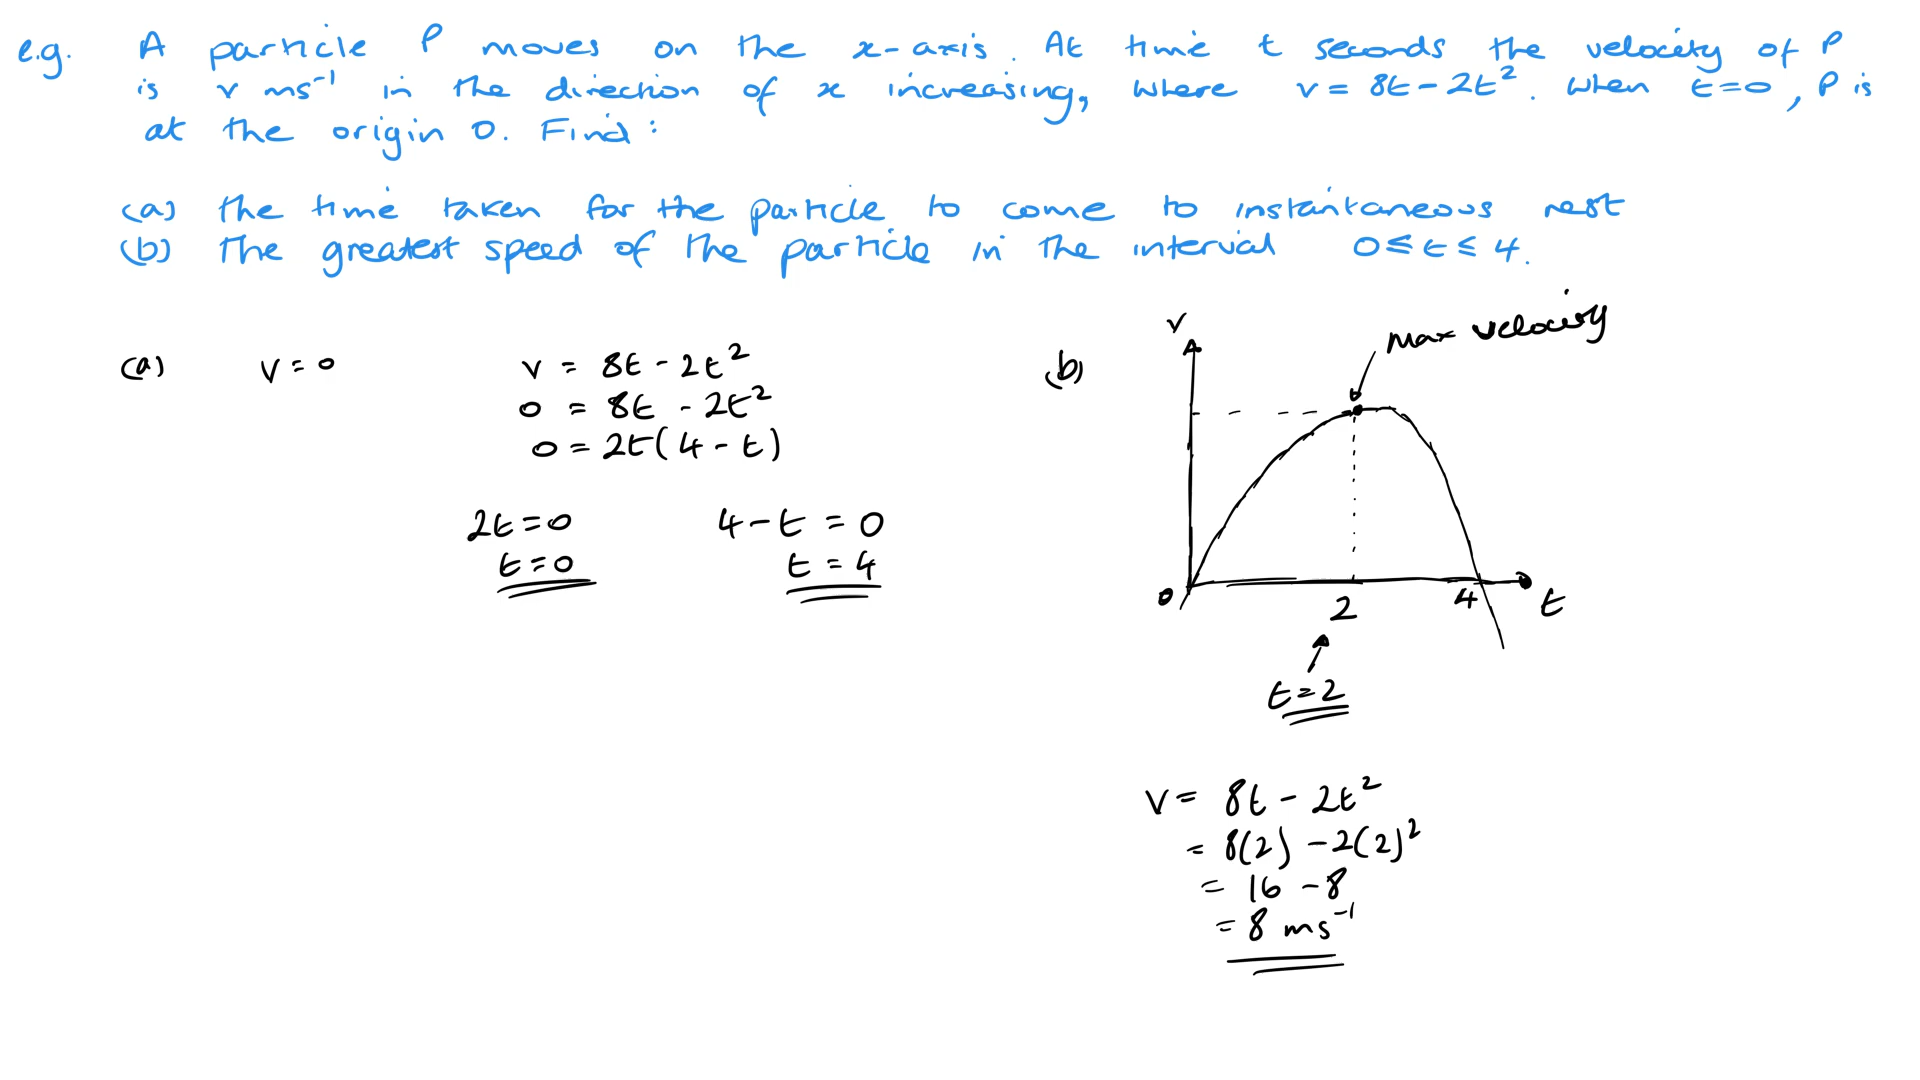 e.g. A particle P moves on the x-axis. At time t seconds the velocity of P
is v ms⁻¹ in the direction of x increasing, where v = 8t - 2t². When t=0, P is
at the origin O. Find:
(a) the time taken for the particle to come to instantaneous rest
(b) the greatest speed of the particle in the interval 0 ≤ t ≤ 4.
(a) v = 0
v = 8t - 2t²
0 = 8t - 2t²
0 = 2t(4 - t)
2t = 0
t = 0
4 - t = 0
t = 4
(b)
v
max velocity
0
2
4
t
t = 2
v = 8t - 2t²
= 8(2) - 2(2)²
= 16 - 8
= 8 ms⁻¹